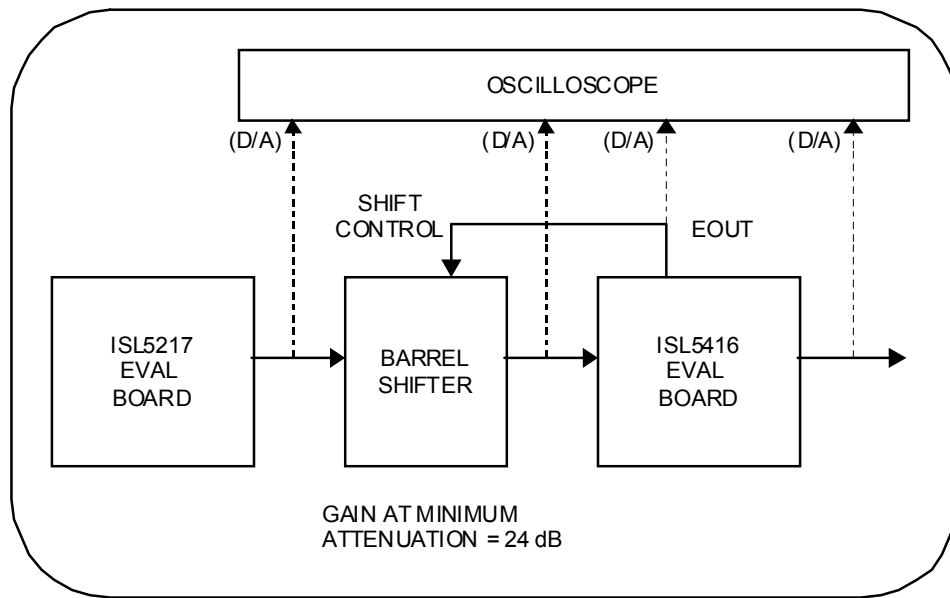 OSCILLOSCOPE
(D/A)
(D/A)
(D/A)
(D/A)
SHIFT
CONTROL
EOUT
ISL5217
EVAL
BOARD
BARREL
SHIFTER
ISL5416
EVAL
BOARD
GAIN AT MINIMUM
ATTENUATION = 24 dB